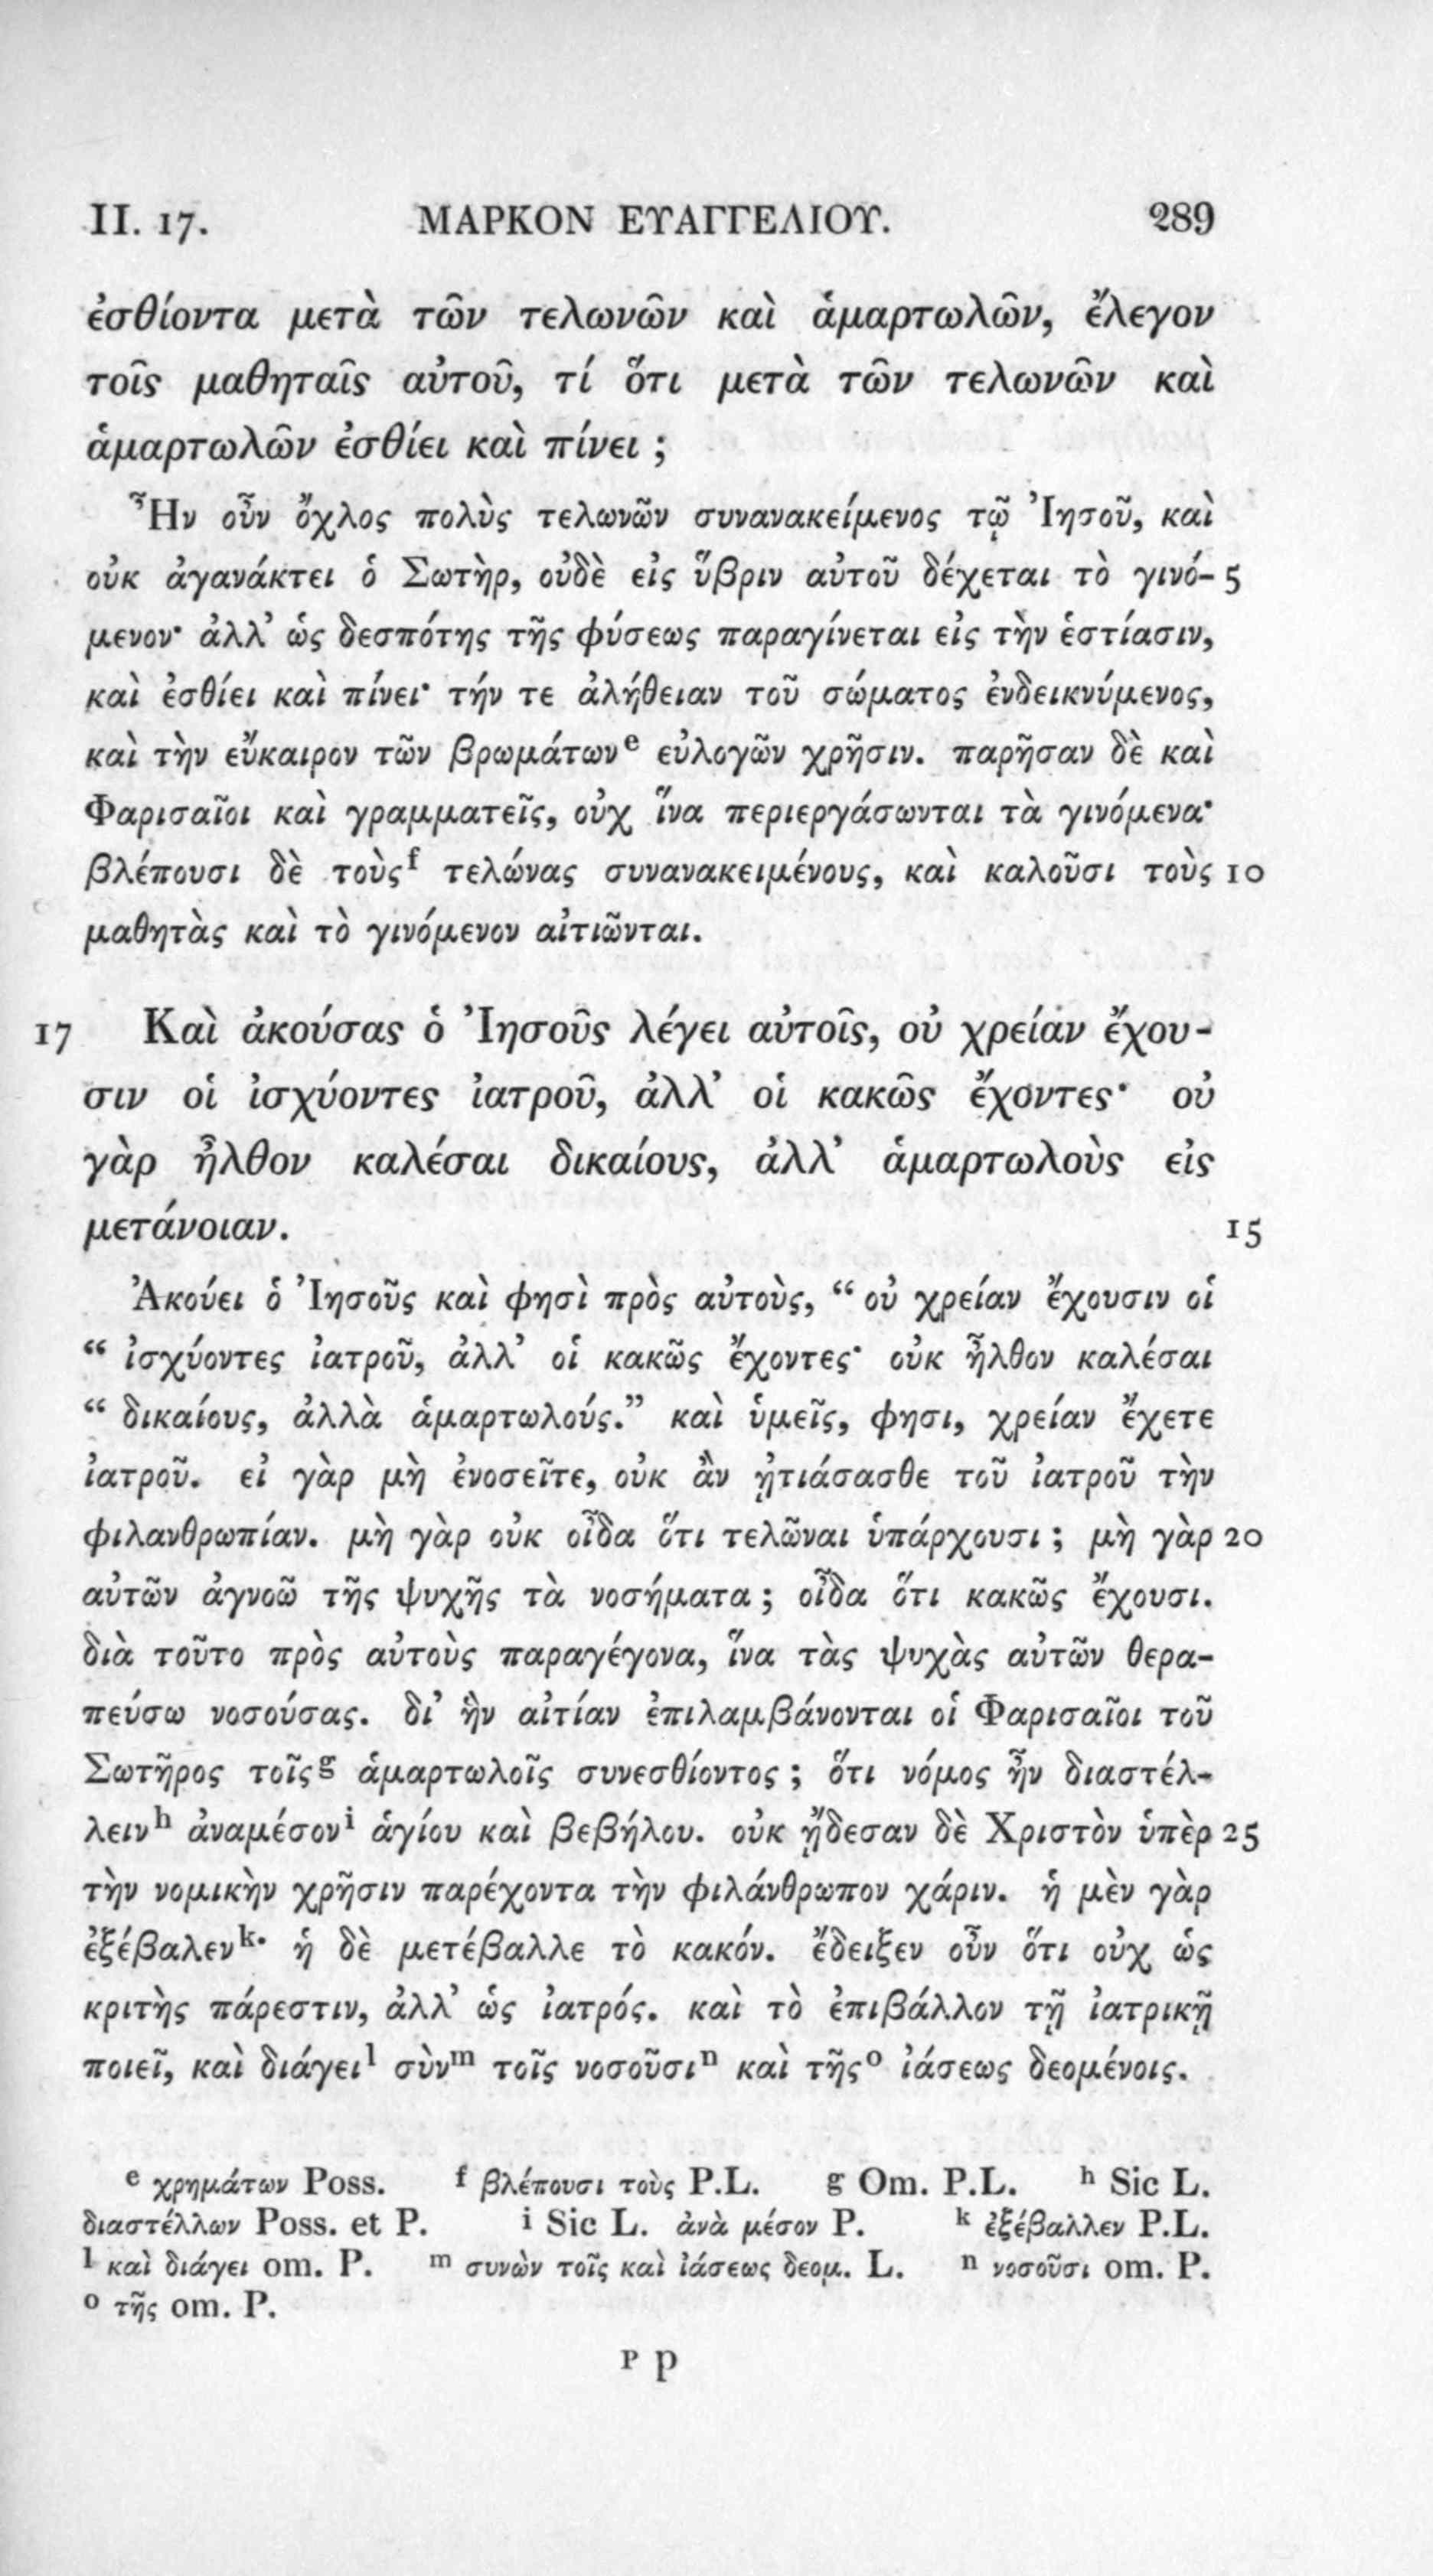 II. 17. ΜΑΡΚΟΝ ΕΥΑΓΓΕΛΙΟΥ. 289
ἐσθίοντα μετὰ τῶν τελωνῶν καὶ ἁμαρτωλῶν, ἔλεγον
τοῖς μαθηταῖς αὐτοῦ, τί ὅτι μετὰ τῶν τελωνῶν καὶ
ἁμαρτωλῶν ἐσθίει καὶ πίνει ;
Ἦν οὖν ὄχλος πολὺς τελωνῶν συνανακείμενος τῷ Ἰησοῦ, καὶ
οὐκ ἀγανάκτει ὁ Σωτὴρ, οὐδὲ εἰς ὕβριν αὐτοῦ δέχεται τὸ γινό- 5
μενον· ἀλλ᾽ ὡς δεσπότης τῆς φύσεως παραγίνεται εἰς τὴν ἑστίασιν,
καὶ ἐσθίει καὶ πίνει· τήν τε ἀλήθειαν τοῦ σώματος ἐνδεικνύμενος,
καὶ τὴν εὔκαιρον τῶν βρωμάτων ᵉ εὐλογῶν χρῆσιν. παρῆσαν δὲ καὶ
Φαρισαῖοι καὶ γραμματεῖς, οὐχ ἵνα περιεργάσωνται τὰ γινόμενα·
βλέπουσι δὲ τοὺς ᶠ τελώνας συνανακειμένους, καὶ καλοῦσι τοὺς 10
μαθητὰς καὶ τὸ γινόμενον αἰτιῶνται.
17 Καὶ ἀκούσας ὁ Ἰησοῦς λέγει αὐτοῖς, οὐ χρείαν ἔχου-
σιν οἱ ἰσχύοντες ἰατροῦ, ἀλλ᾽ οἱ κακῶς ἔχοντες· οὐ
γὰρ ἦλθον καλέσαι δικαίους, ἀλλ᾽ ἁμαρτωλοὺς εἰς
μετάνοιαν. 15
Ἀκούει ὁ Ἰησοῦς καὶ φησὶ πρὸς αὐτοὺς, “ οὐ χρείαν ἔχουσιν οἱ
“ ἰσχύοντες ἰατροῦ, ἀλλ᾽ οἱ κακῶς ἔχοντες· οὐκ ἦλθον καλέσαι
“ δικαίους, ἀλλὰ ἁμαρτωλούς.” καὶ ὑμεῖς, φησι, χρείαν ἔχετε
ἰατροῦ. εἰ γὰρ μὴ ἐνοσεῖτε, οὐκ ἂν ᾐτιάσασθε τοῦ ἰατροῦ τὴν
φιλανθρωπίαν. μὴ γὰρ οὐκ οἶδα ὅτι τελῶναι ὑπάρχουσι ; μὴ γὰρ 20
αὐτῶν ἀγνοῶ τῆς ψυχῆς τὰ νοσήματα ; οἶδα ὅτι κακῶς ἔχουσι.
διὰ τοῦτο πρὸς αὐτοὺς παραγέγονα, ἵνα τὰς ψυχὰς αὐτῶν θερα-
πεύσω νοσούσας. δι᾽ ἣν αἰτίαν ἐπιλαμβάνονται οἱ Φαρισαῖοι τοῦ
Σωτῆρος τοῖς ᵍ ἁμαρτωλοῖς συνεσθίοντος ; ὅτι νόμος ἦν διαστέλ-
λειν ʰ ἀναμέσον ⁱ ἁγίου καὶ βεβήλου. οὐκ ᾔδεσαν δὲ Χριστὸν ὑπὲρ 25
τὴν νομικὴν χρῆσιν παρέχοντα τὴν φιλάνθρωπον χάριν. ἡ μὲν γὰρ
ἐξέβαλεν ᵏ· ἡ δὲ μετέβαλλε τὸ κακόν. ἔδειξεν οὖν ὅτι οὐχ ὡς
κριτὴς πάρεστιν, ἀλλ᾽ ὡς ἰατρός. καὶ τὸ ἐπιβάλλον τῇ ἰατρικῇ
ποιεῖ, καὶ διάγει ˡ σὺν ᵐ τοῖς νοσοῦσι ⁿ καὶ τῆς ᵒ ἰάσεως δεομένοις.
ᵉ χρημάτων Poss. ᶠ βλέπουσι τοὺς P.L. ᵍ Om. P.L. ʰ Sic L.
διαστέλλων Poss. et P. ⁱ Sic L. ἀνὰ μέσον P. ᵏ ἐξέβαλλεν P.L.
ˡ καὶ διάγει om. P. ᵐ συνὼν τοῖς καὶ ἰάσεως δεομ. L. ⁿ νοσοῦσι om. P.
ᵒ τῆς om. P.
P p